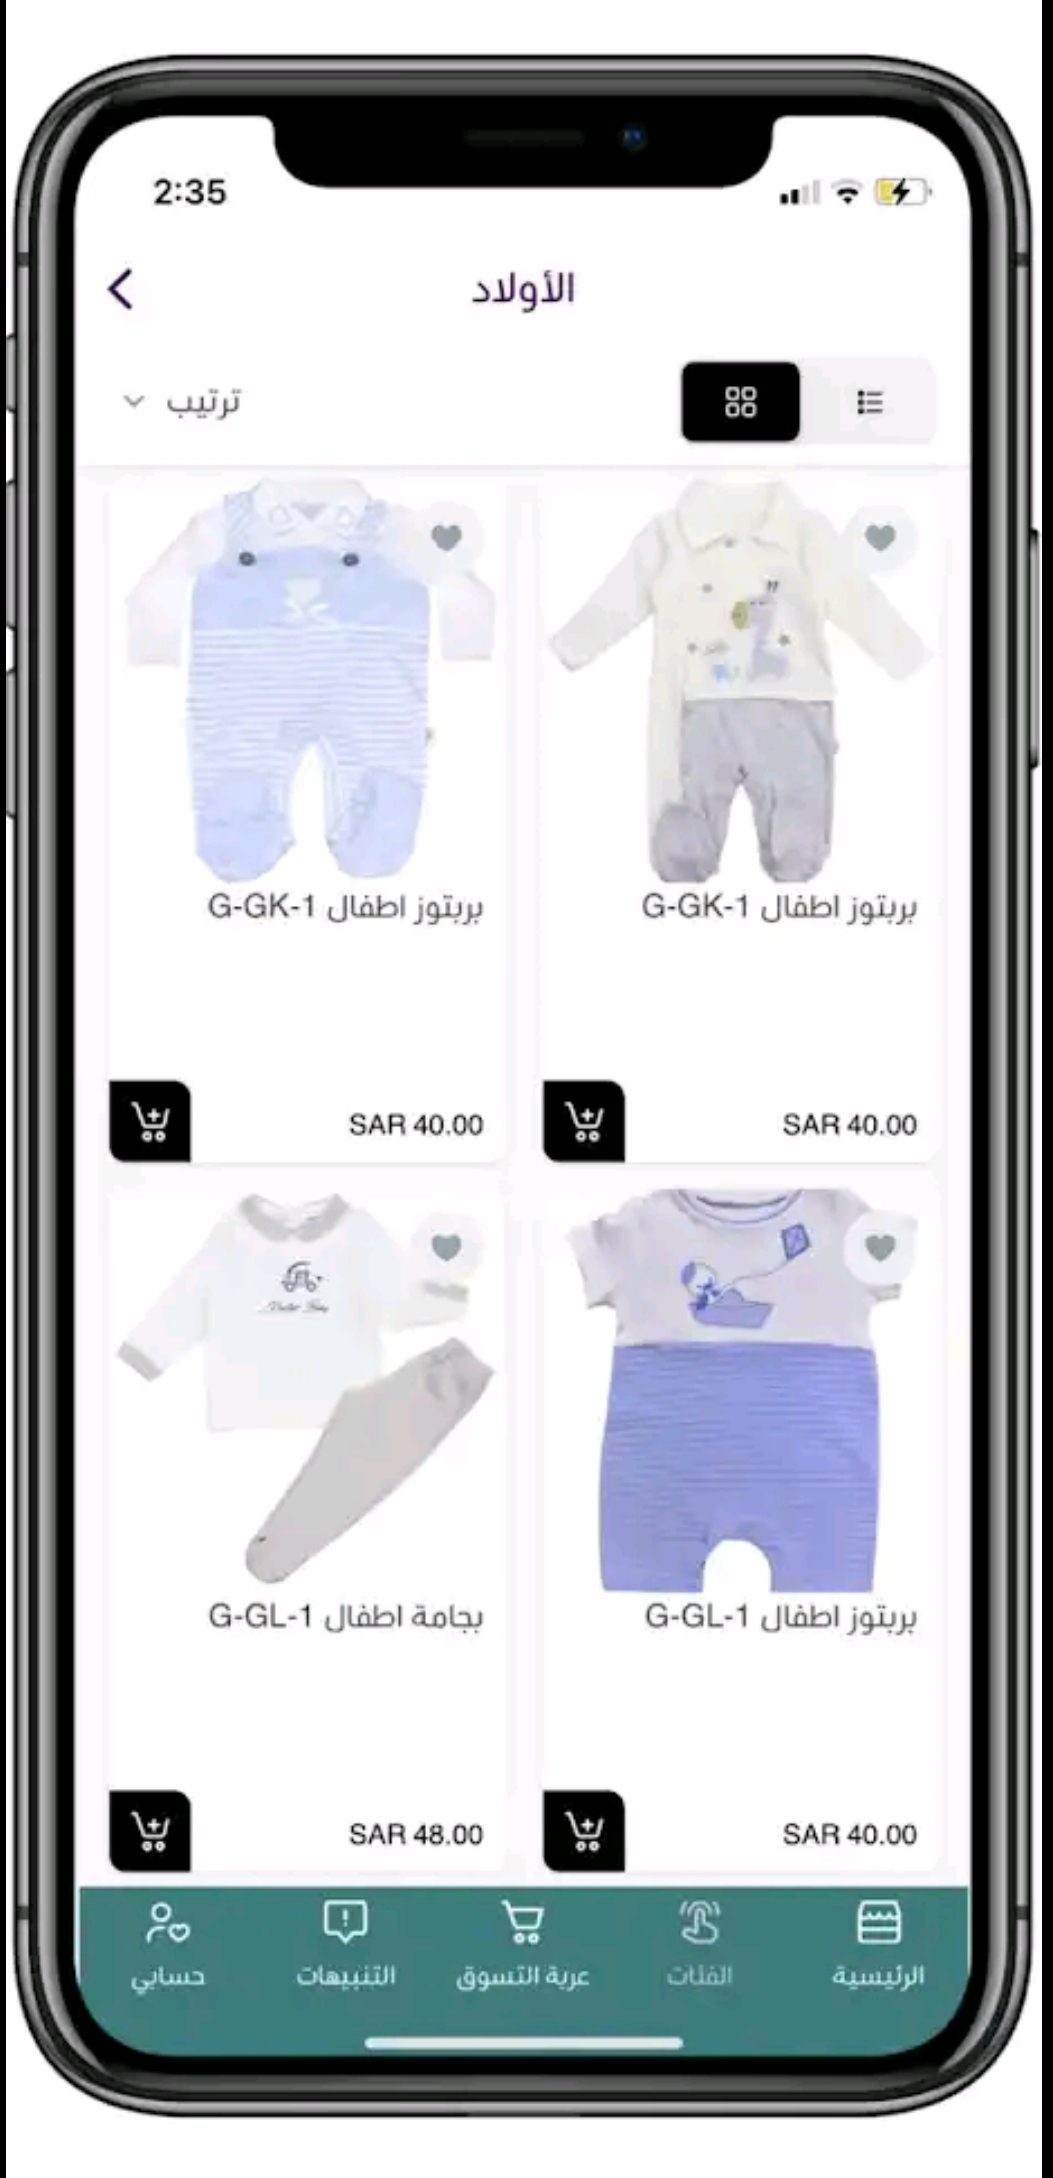 2:35
الأولاد
ترتيب
بربتوز اطفال G-GK-1
بربتوز اطفال G-GK-1
SAR 40.00
SAR 40.00
بربتوز اطفال G-GL-1
بجامة اطفال G-GL-1
SAR 40.00
SAR 48.00
الرئيسية
الفئات
عربة التسوق
التنبيهات
حسابي